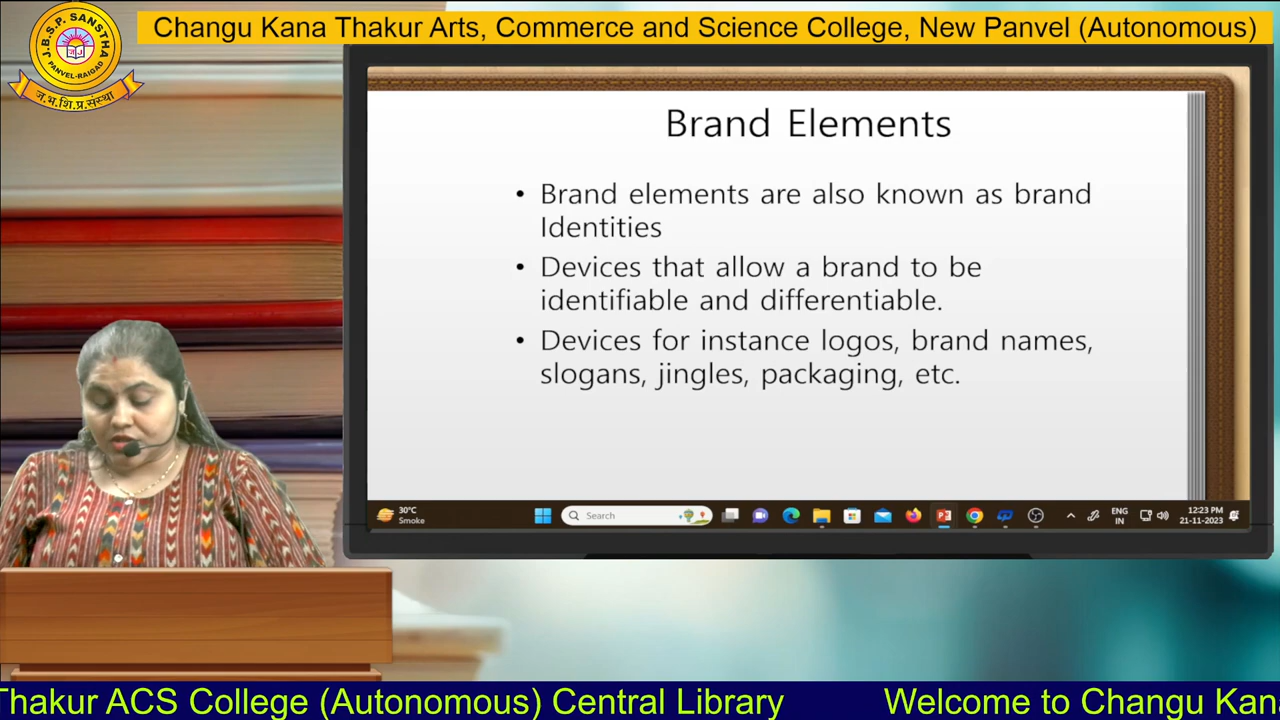 Changu Kana Thakur Arts, Commerce and Science College, New Panvel (Autonomous)
J.B.S.P. SANSTHA
PANVEL-RAIGAD
ज.भ.शि.प्र.संस्था
Brand Elements
• Brand elements are also known as brand
Identities
• Devices that allow a brand to be
identifiable and differentiable.
• Devices for instance logos, brand names,
slogans, jingles, packaging, etc.
30°C
Smoke
Search
ENG
IN
12:23 PM
21-11-2023
Thakur ACS College (Autonomous) Central Library Welcome to Changu Kan